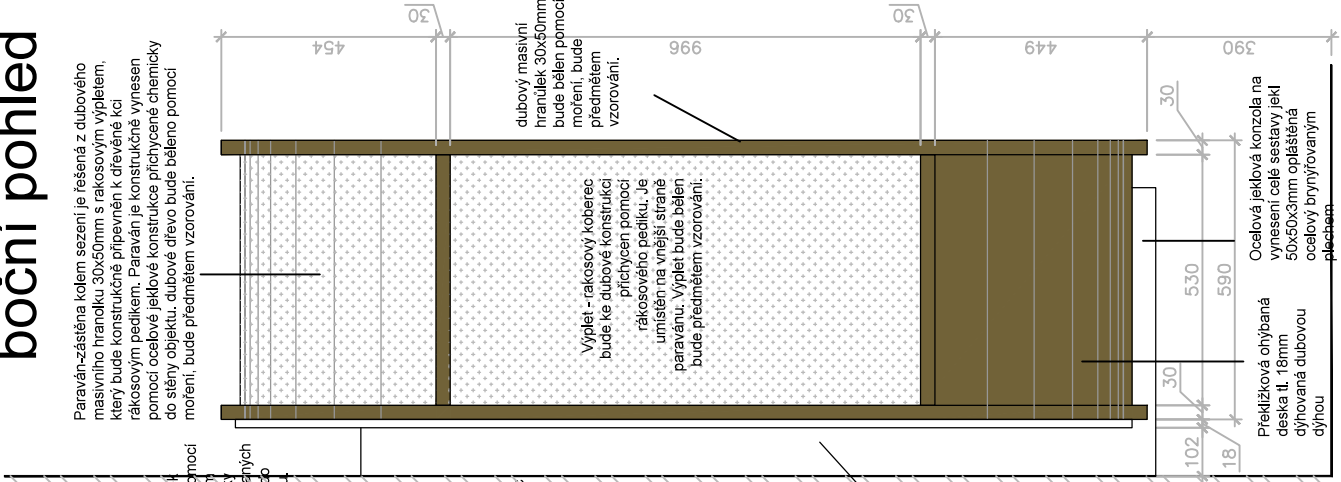 boční pohled
Paraván-zástěna kolem sezení je řešená z dubového
masivního hranolku 30x50mm s rakosovým výpletem,
který bude konstrukčně připevněn k dřevěné kci
rákosovým pedikem. Paraván je konstrukčně vynesen
pomocí ocelové jeklové konstrukce přichycené chemicky
do stěny objektu. dubové dřevo bude běleno pomocí
moření, bude předmětem vzorování.
dubový masivní
hranůlek 30x50mm
bude bělen pomocí
moření, bude
předmětem
vzorování.
Výplet - rakosový koberec
bude ke dubové konstrukci
přichycen pomocí
rákosového pediku. Je
umístěn na vnější straně
paravánu. Výplet bude bělen
bude předmětem vzorování.
Ocelová jeklová konzola na
vynesení celé sestavy jekl
50x50x3mm opláštěná
ocelový brynýřovaným
plechem
Překližková ohýbaná
deska tl. 18mm
dýhovaná dubovou
dýhou
454
30
996
30
449
390
30
530
590
30
102
18